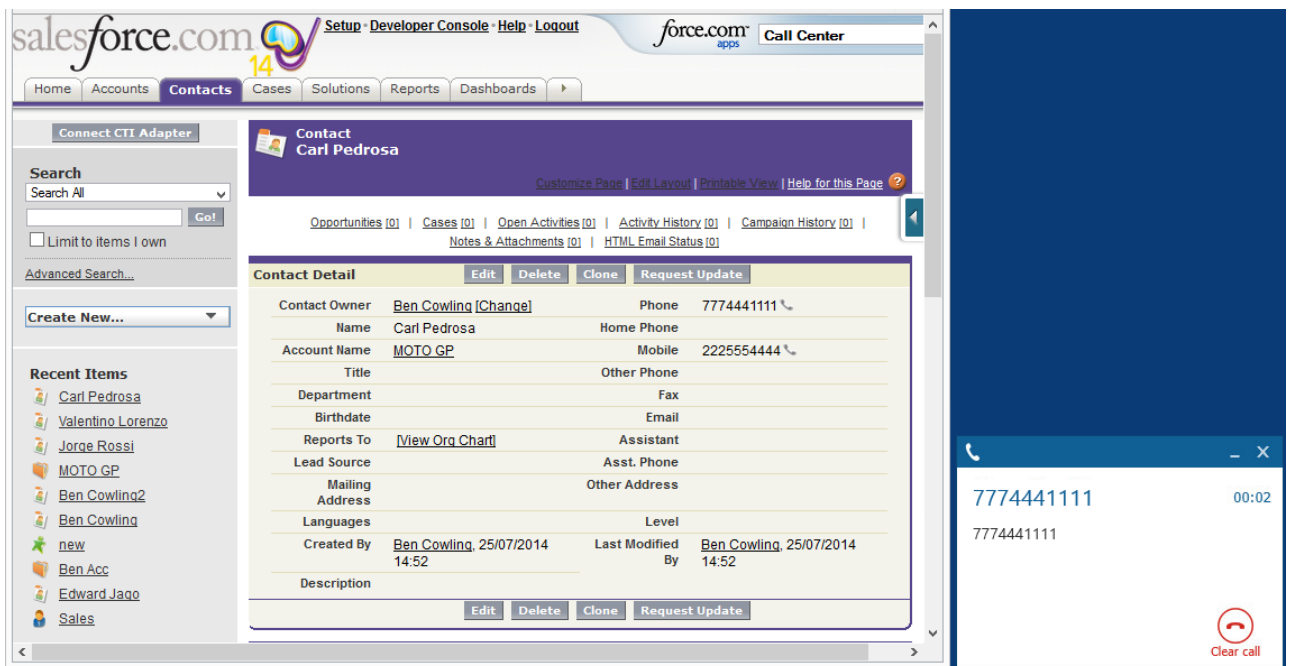 salesforce.com
14
Setup · Developer Console · Help · Logout
force.com apps
Call Center
Home Accounts Contacts Cases Solutions Reports Dashboards
Connect CTI Adapter
Search
Search All
Go!
Limit to items I own
Advanced Search...
Create New...
Recent Items
Carl Pedrosa
Valentino Lorenzo
Jorge Rossi
MOTO GP
Ben Cowling2
Ben Cowling
new
Ben Acc
Edward Jago
Sales
Contact
Carl Pedrosa
Customize Page | Edit Layout | Printable View | Help for this Page ?
Opportunities [0] | Cases [0] | Open Activities [0] | Activity History [0] | Campaign History [0] |
Notes & Attachments [0] | HTML Email Status [0]
Contact Detail Edit Delete Clone Request Update
Contact Owner Ben Cowling [Change] Phone 7774441111
Name Carl Pedrosa Home Phone
Account Name MOTO GP Mobile 2225554444
Title Other Phone
Department Fax
Birthdate Email
Reports To [View Org Chart] Assistant
Lead Source Asst. Phone
Mailing Address Other Address
Languages Level
Created By Ben Cowling, 25/07/2014 14:52 Last Modified By Ben Cowling, 25/07/2014 14:52
Description
Edit Delete Clone Request Update
7774441111 00:02
7774441111
Clear call